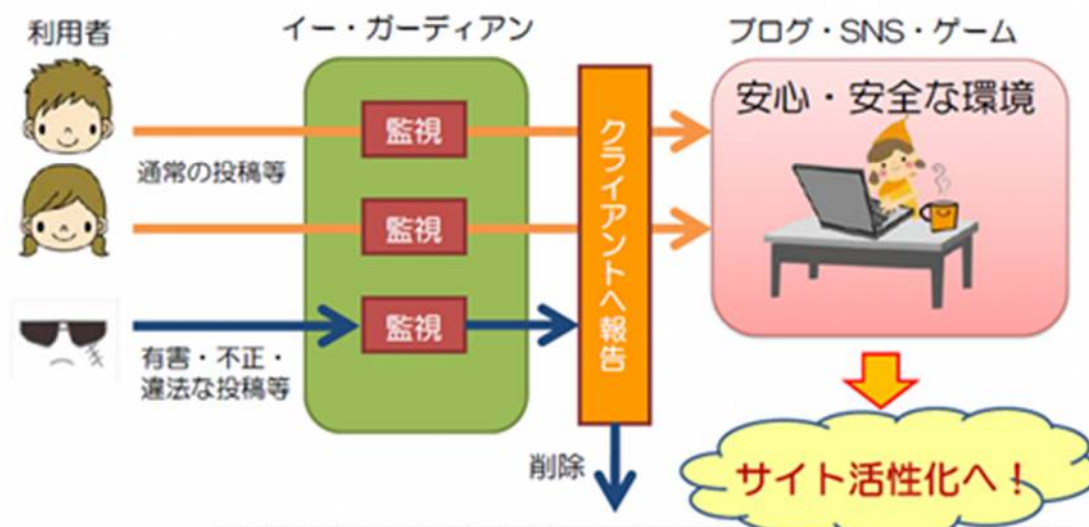 利用者
イー・ガーディアン
ブログ・SNS・ゲーム
監視
通常の投稿等
監視
監視
有害・不正・
違法な投稿等
クライアントへ報告
削除
安心・安全な環境
サイト活性化へ！